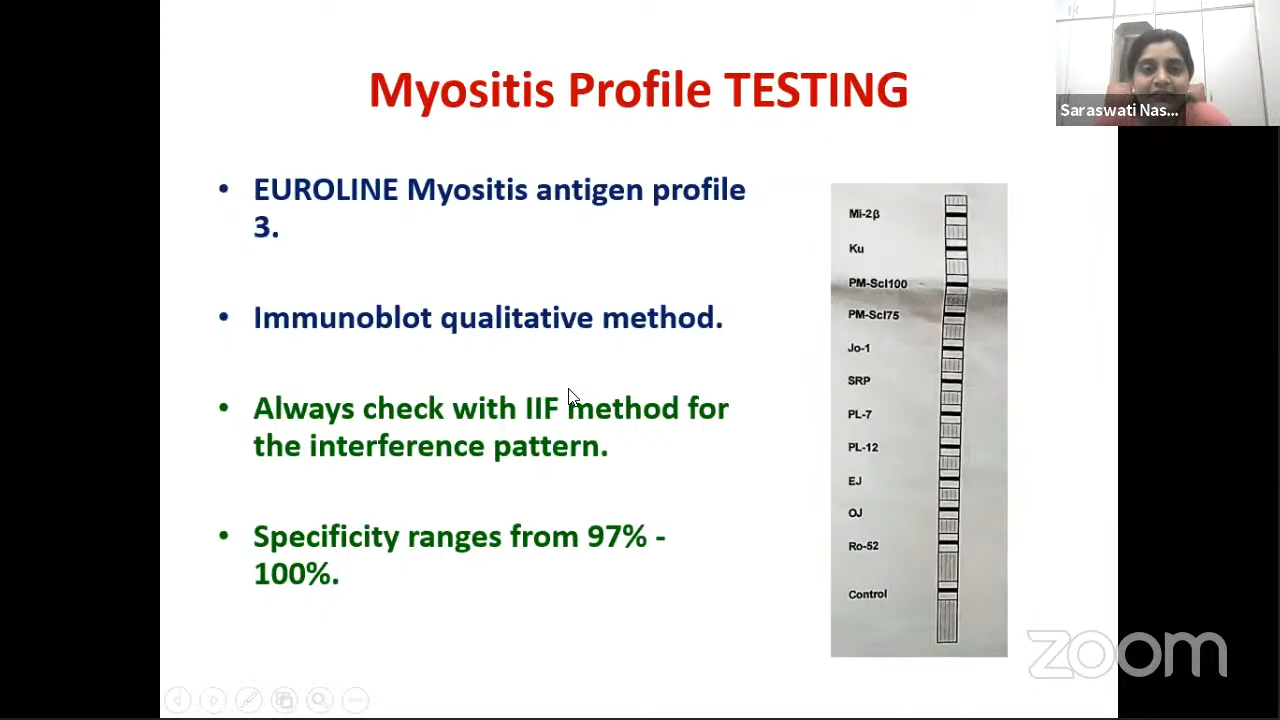 Myositis Profile TESTING
Saraswati Nas...
• EUROLINE Myositis antigen profile
3.
• Immunoblot qualitative method.
• Always check with IIF method for
the interference pattern.
• Specificity ranges from 97% -
100%.
Mi-2β
Ku
PM-Scl100
PM-Scl75
Jo-1
SRP
PL-7
PL-12
EJ
OJ
Ro-52
Control
zoom